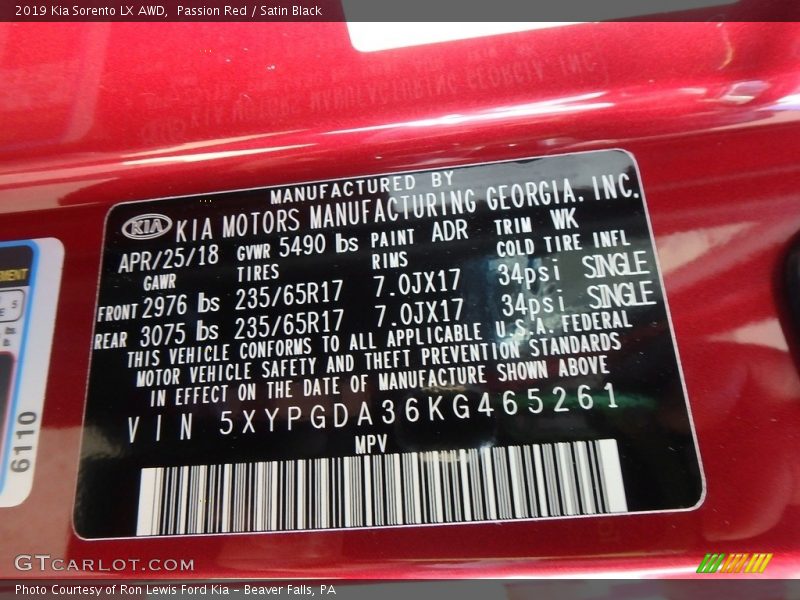 2019 Kia Sorento LX AWD,  Passion Red / Satin Black
MANUFACTURED BY
KIA KIA MOTORS MANUFACTURING GEORGIA. INC.
APR/25/18 GVWR 5490 lbs PAINT ADR TRIM WK
GAWR TIRES RIMS COLD TIRE INFL
FRONT 2976 lbs 235/65R17 7.0JX17 34psi SINGLE
REAR 3075 lbs 235/65R17 7.0JX17 34psi SINGLE
THIS VEHICLE CONFORMS TO ALL APPLICABLE U.S.A. FEDERAL
MOTOR VEHICLE SAFETY AND THEFT PREVENTION STANDARDS
IN EFFECT ON THE DATE OF MANUFACTURE SHOWN ABOVE
VIN 5XYPGDA36KG465261
MPV
6110
GTCARLOT.COM
Photo Courtesy of Ron Lewis Ford Kia – Beaver Falls, PA